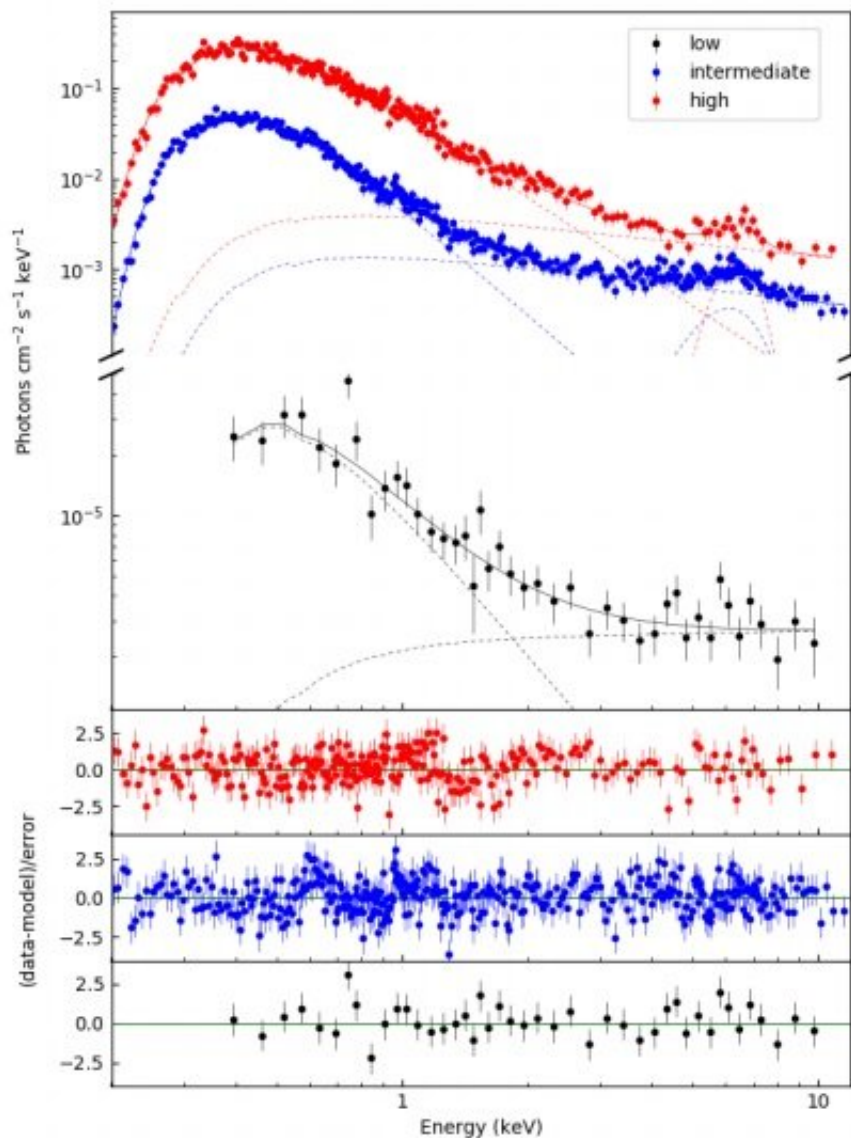 low
intermediate
high
10⁻¹
10⁻²
10⁻³
Photons cm⁻² s⁻¹ keV⁻¹
10⁻⁵
2.5
0.0
−2.5
2.5
0.0
−2.5
2.5
0.0
−2.5
(data-model)/error
1
10
Energy (keV)